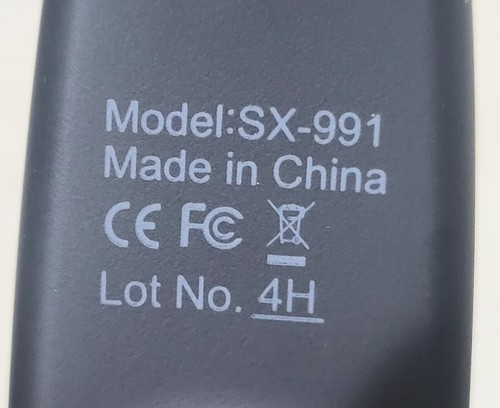 Model:SX-991
Made in China
CE FC
Lot No. 4H